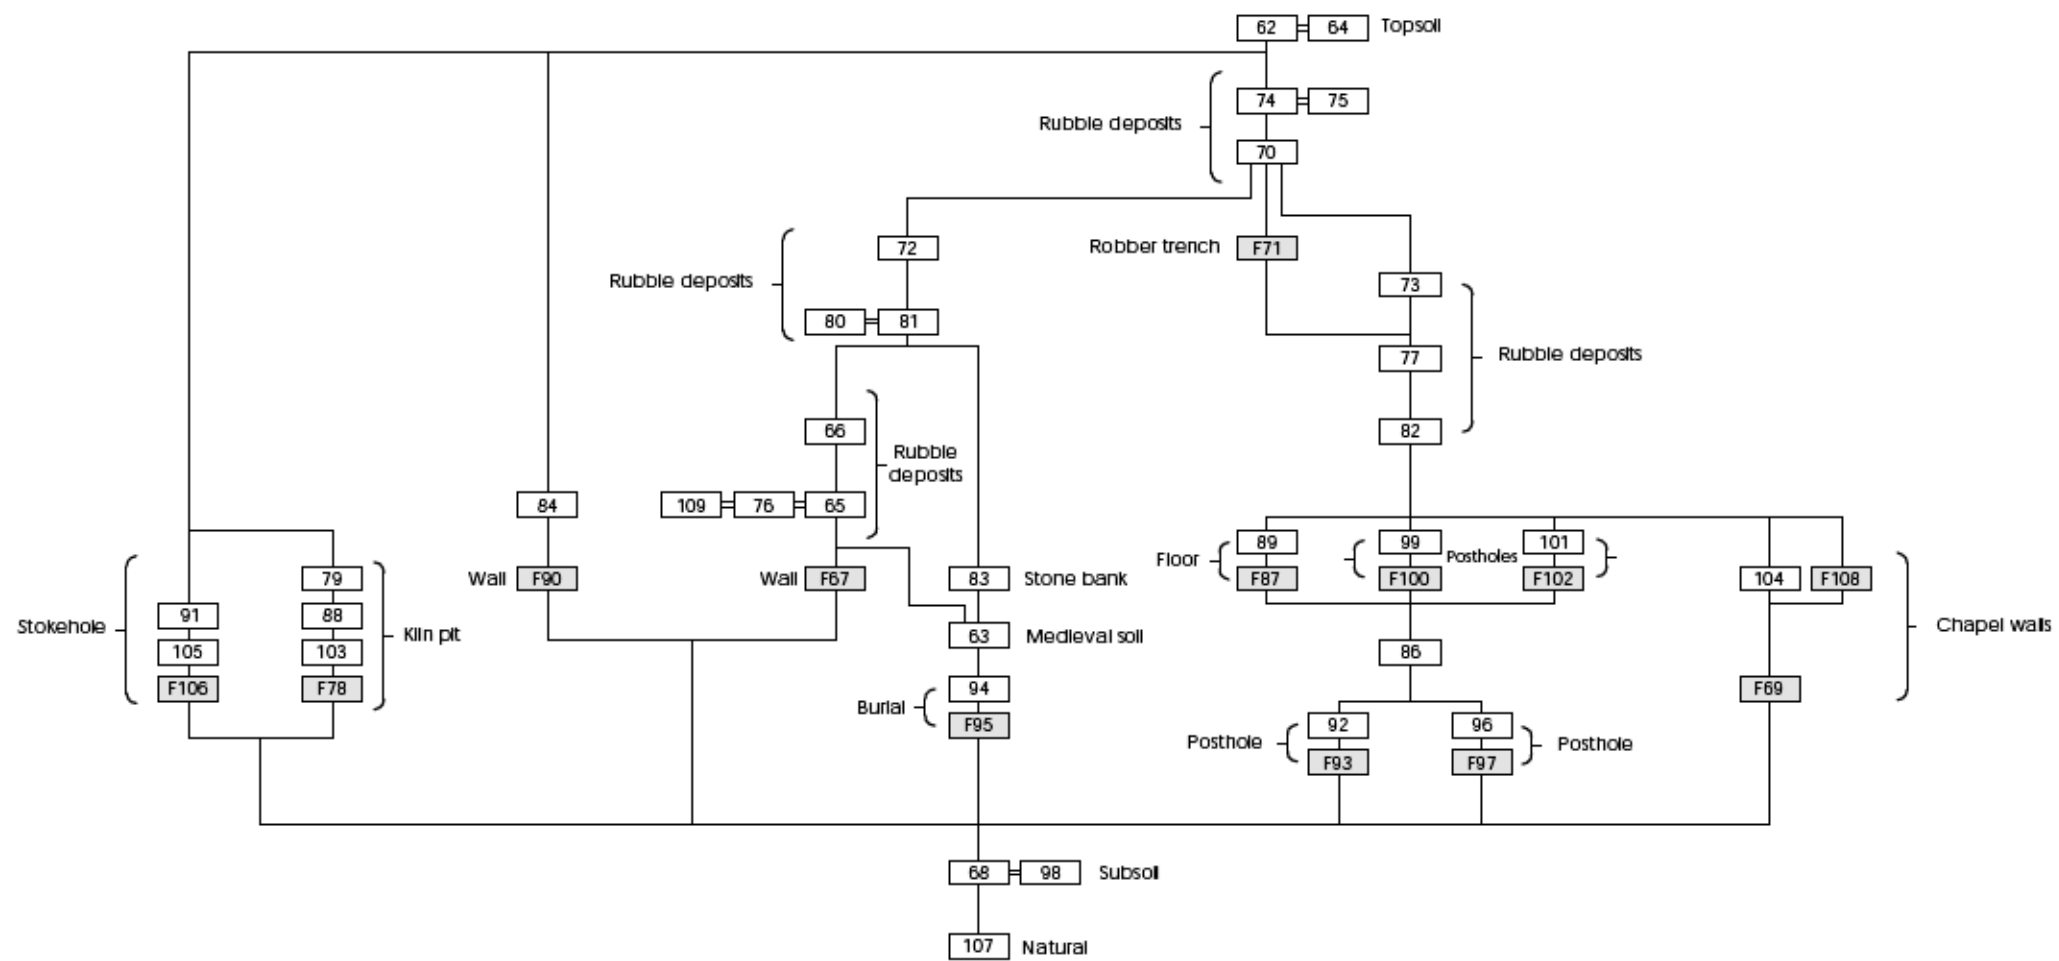 62 64 Topsoil
74 75
Rubble deposits
70
72 Robber trench F71
73
Rubble deposits
80 81
77 Rubble deposits
66 82
Rubble
deposits
84 109 76 65
Floor 89 99 Postholes 101
79 Wall F90 Wall F67 83 Stone bank F87 F100 F102 104 F108
91 88
Stokehole Kiln pit 63 Medieval soil Chapel walls
105 103 86
F106 F78 94 F69
Burial
F95 92 96
Posthole Posthole
F93 F97
68 98 Subsoil
107 Natural